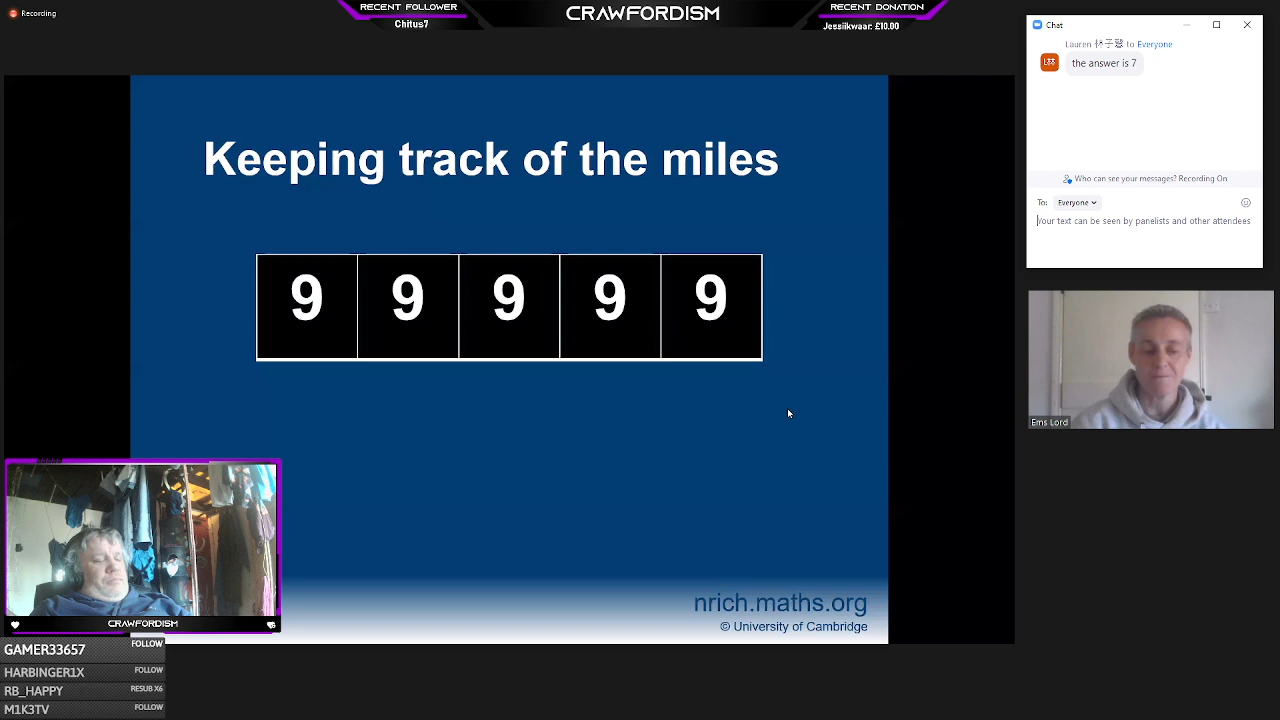 Recording
RECENT FOLLOWER
Chitus7
CRAWFORDISM
RECENT DONATION
Jessiikwaar: £10.00
Chat
Lauren 林子 to Everyone
the answer is 7
Who can see your messages? Recording On
To: Everyone
Your text can be seen by panelists and other attendees
Keeping track of the miles
9 9 9 9 9
Ems Lord
nrich.maths.org
© University of Cambridge
CRAWFORDISM
GAMER33657 FOLLOW
HARBINGER1X FOLLOW
RB_HAPPY RESUB X6
M1K3TV FOLLOW